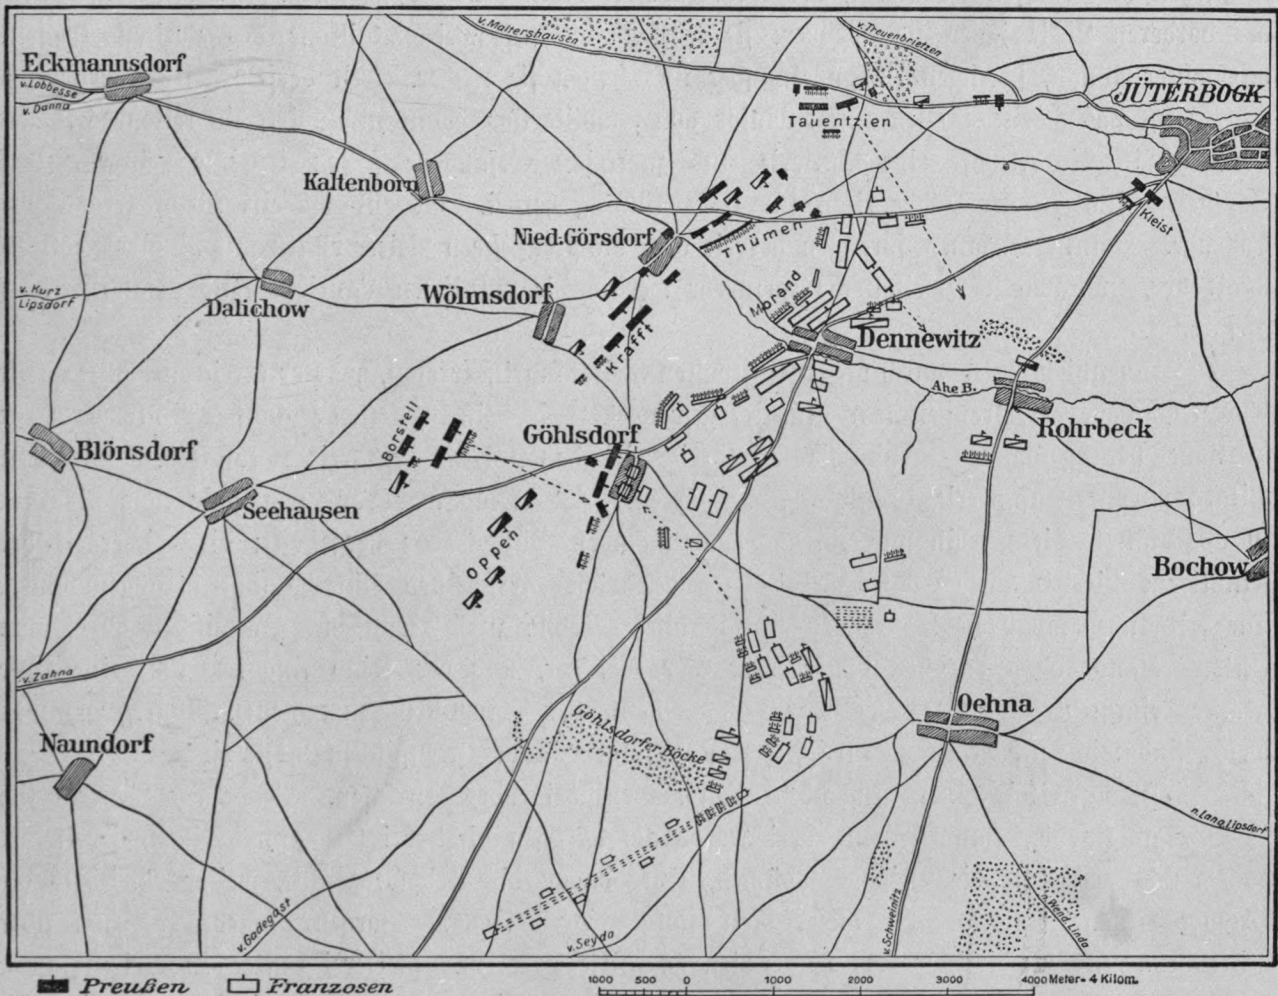 v. Maltershausen
v. Treuenbrietzen
Eckmannsdorf
v. Lobbesse
v. Danna
JÜTERBOGK
Tauentzien
Kaltenborn
Kleist
Nied. Görsdorf
Thümen
v. Kurz
Lipsdorf
Dalichow
Wölmsdorf
Morand
Krafft
Dennewitz
Ahe B.
Rohrbeck
Borstell
Göhlsdorf
Blönsdorf
Seehausen
Oppen
Bochow
v. Zahna
Oehna
Naundorf
Göhlsdorfer Böcke
n. Lang. Lipsdorf
v. Gadegast
v. Seyda
v. Schweinitz
n. Wend. Linda
Preußen
Franzosen
1000 500 0 1000 2000 3000 4000 Meter = 4 Kilom.